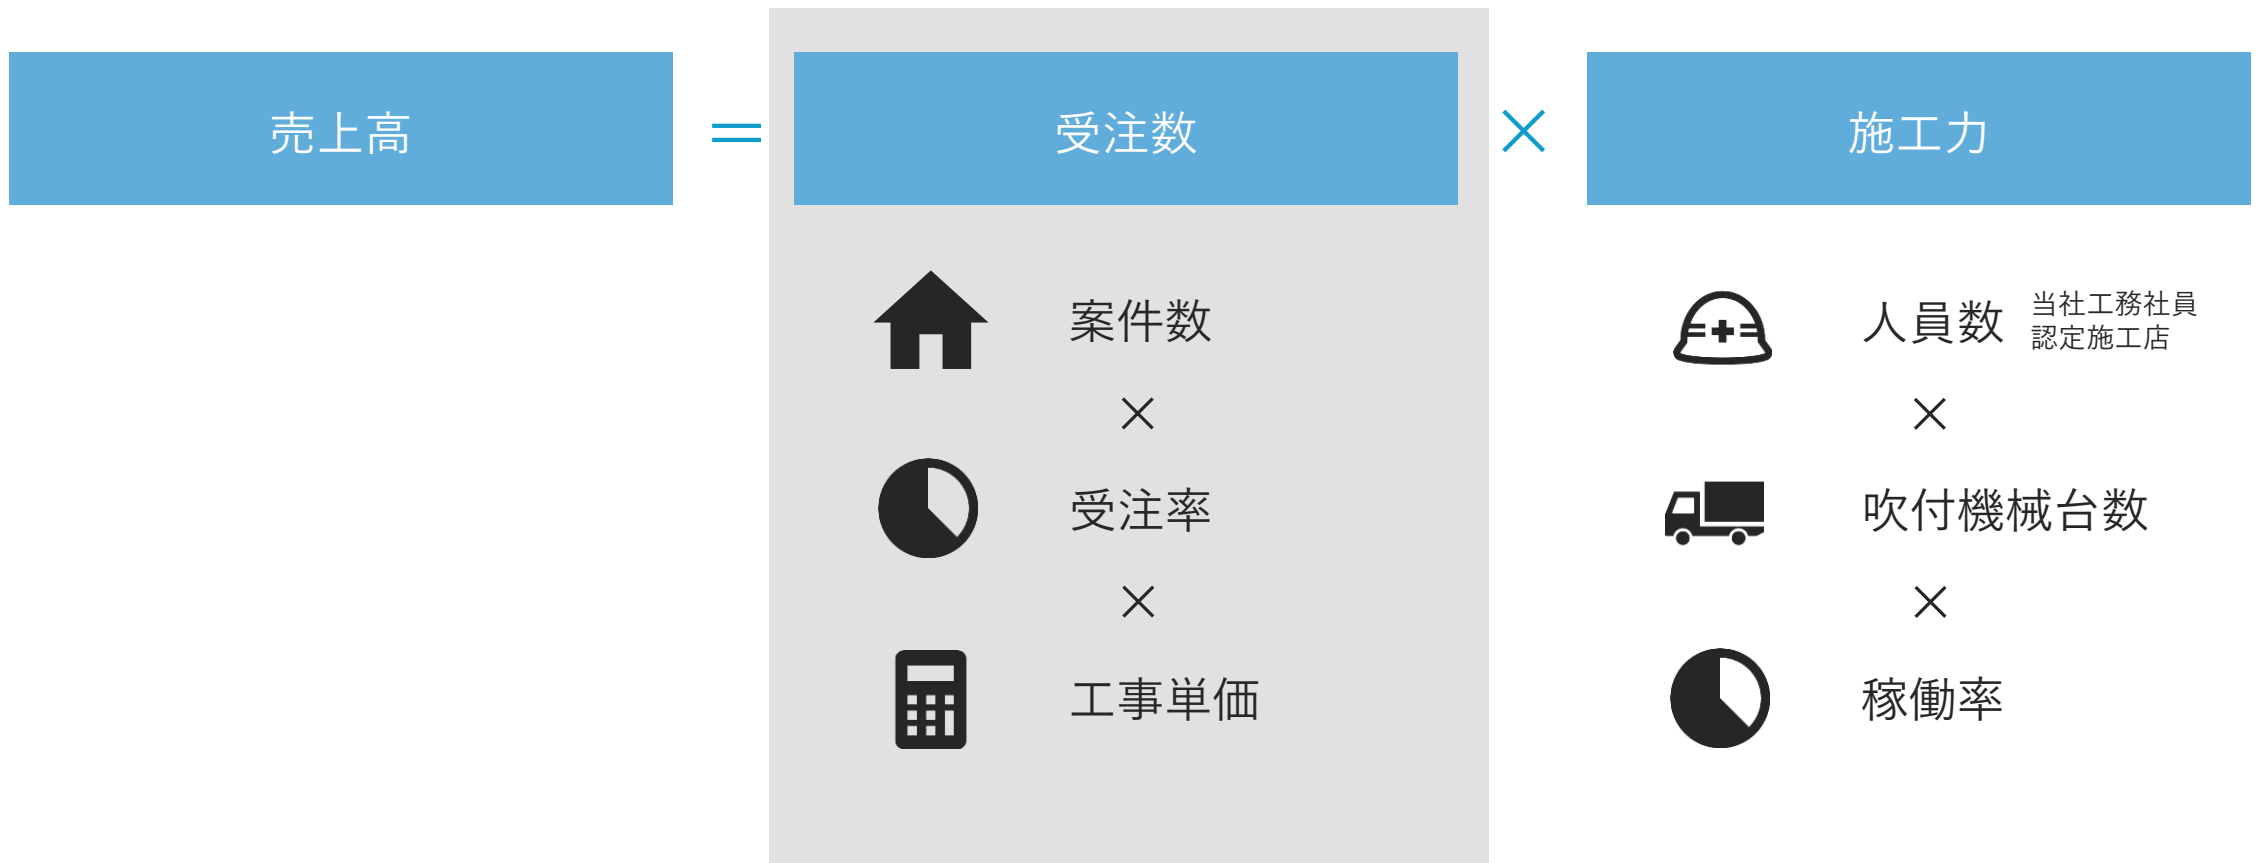 売上高
=
受注数
×
施工力
案件数
×
受注率
×
工事単価
人員数
当社工務社員
認定施工店
×
吹付機械台数
×
稼働率